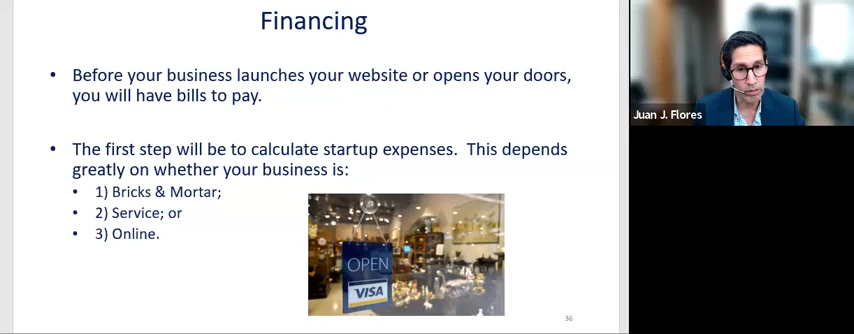 Financing
• Before your business launches your website or opens your doors,
you will have bills to pay.
• The first step will be to calculate startup expenses.  This depends
greatly on whether your business is:
• 1) Bricks & Mortar;
• 2) Service; or
• 3) Online.
OPEN
VISA
36
Juan J. Flores